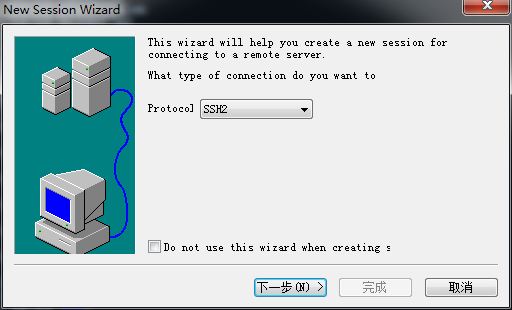 New Session Wizard
This wizard will help you create a new session for
connecting to a remote server.
What type of connection do you want to
Protocol SSH2
Do not use this wizard when creating s
下一步(N) > 完成 取消